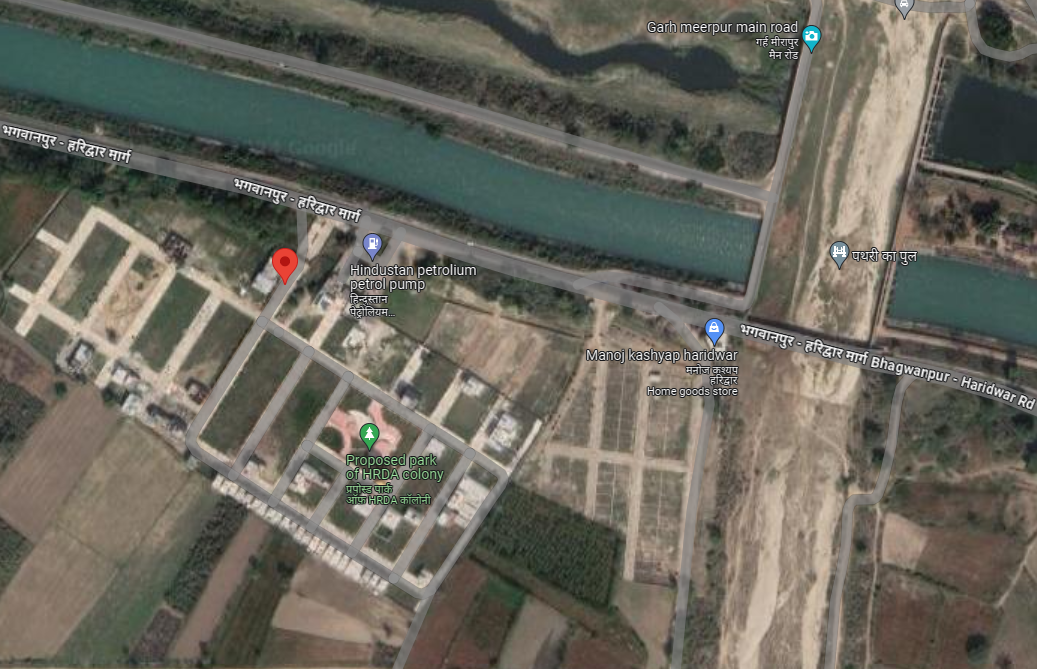 Garh meerpur main road
गर्ह मीरापुर
मेन रोड
भगवानपुर - हरिद्वार मार्ग
भगवानपुर - हरिद्वार मार्ग
Hindustan petrolium
petrol pump
हिन्दुस्तान
पेट्रोलियम...
पथरी का पुल
Manoj kashyap haridwar
मनोज कश्यप
हरिद्वार
Home goods store
भगवानपुर - हरिद्वार मार्ग Bhagwanpur - Haridwar Rd
Proposed park
of HRDA colony
प्रपोस्ड पार्क
ऑफ़ HRDA कॉलोनी